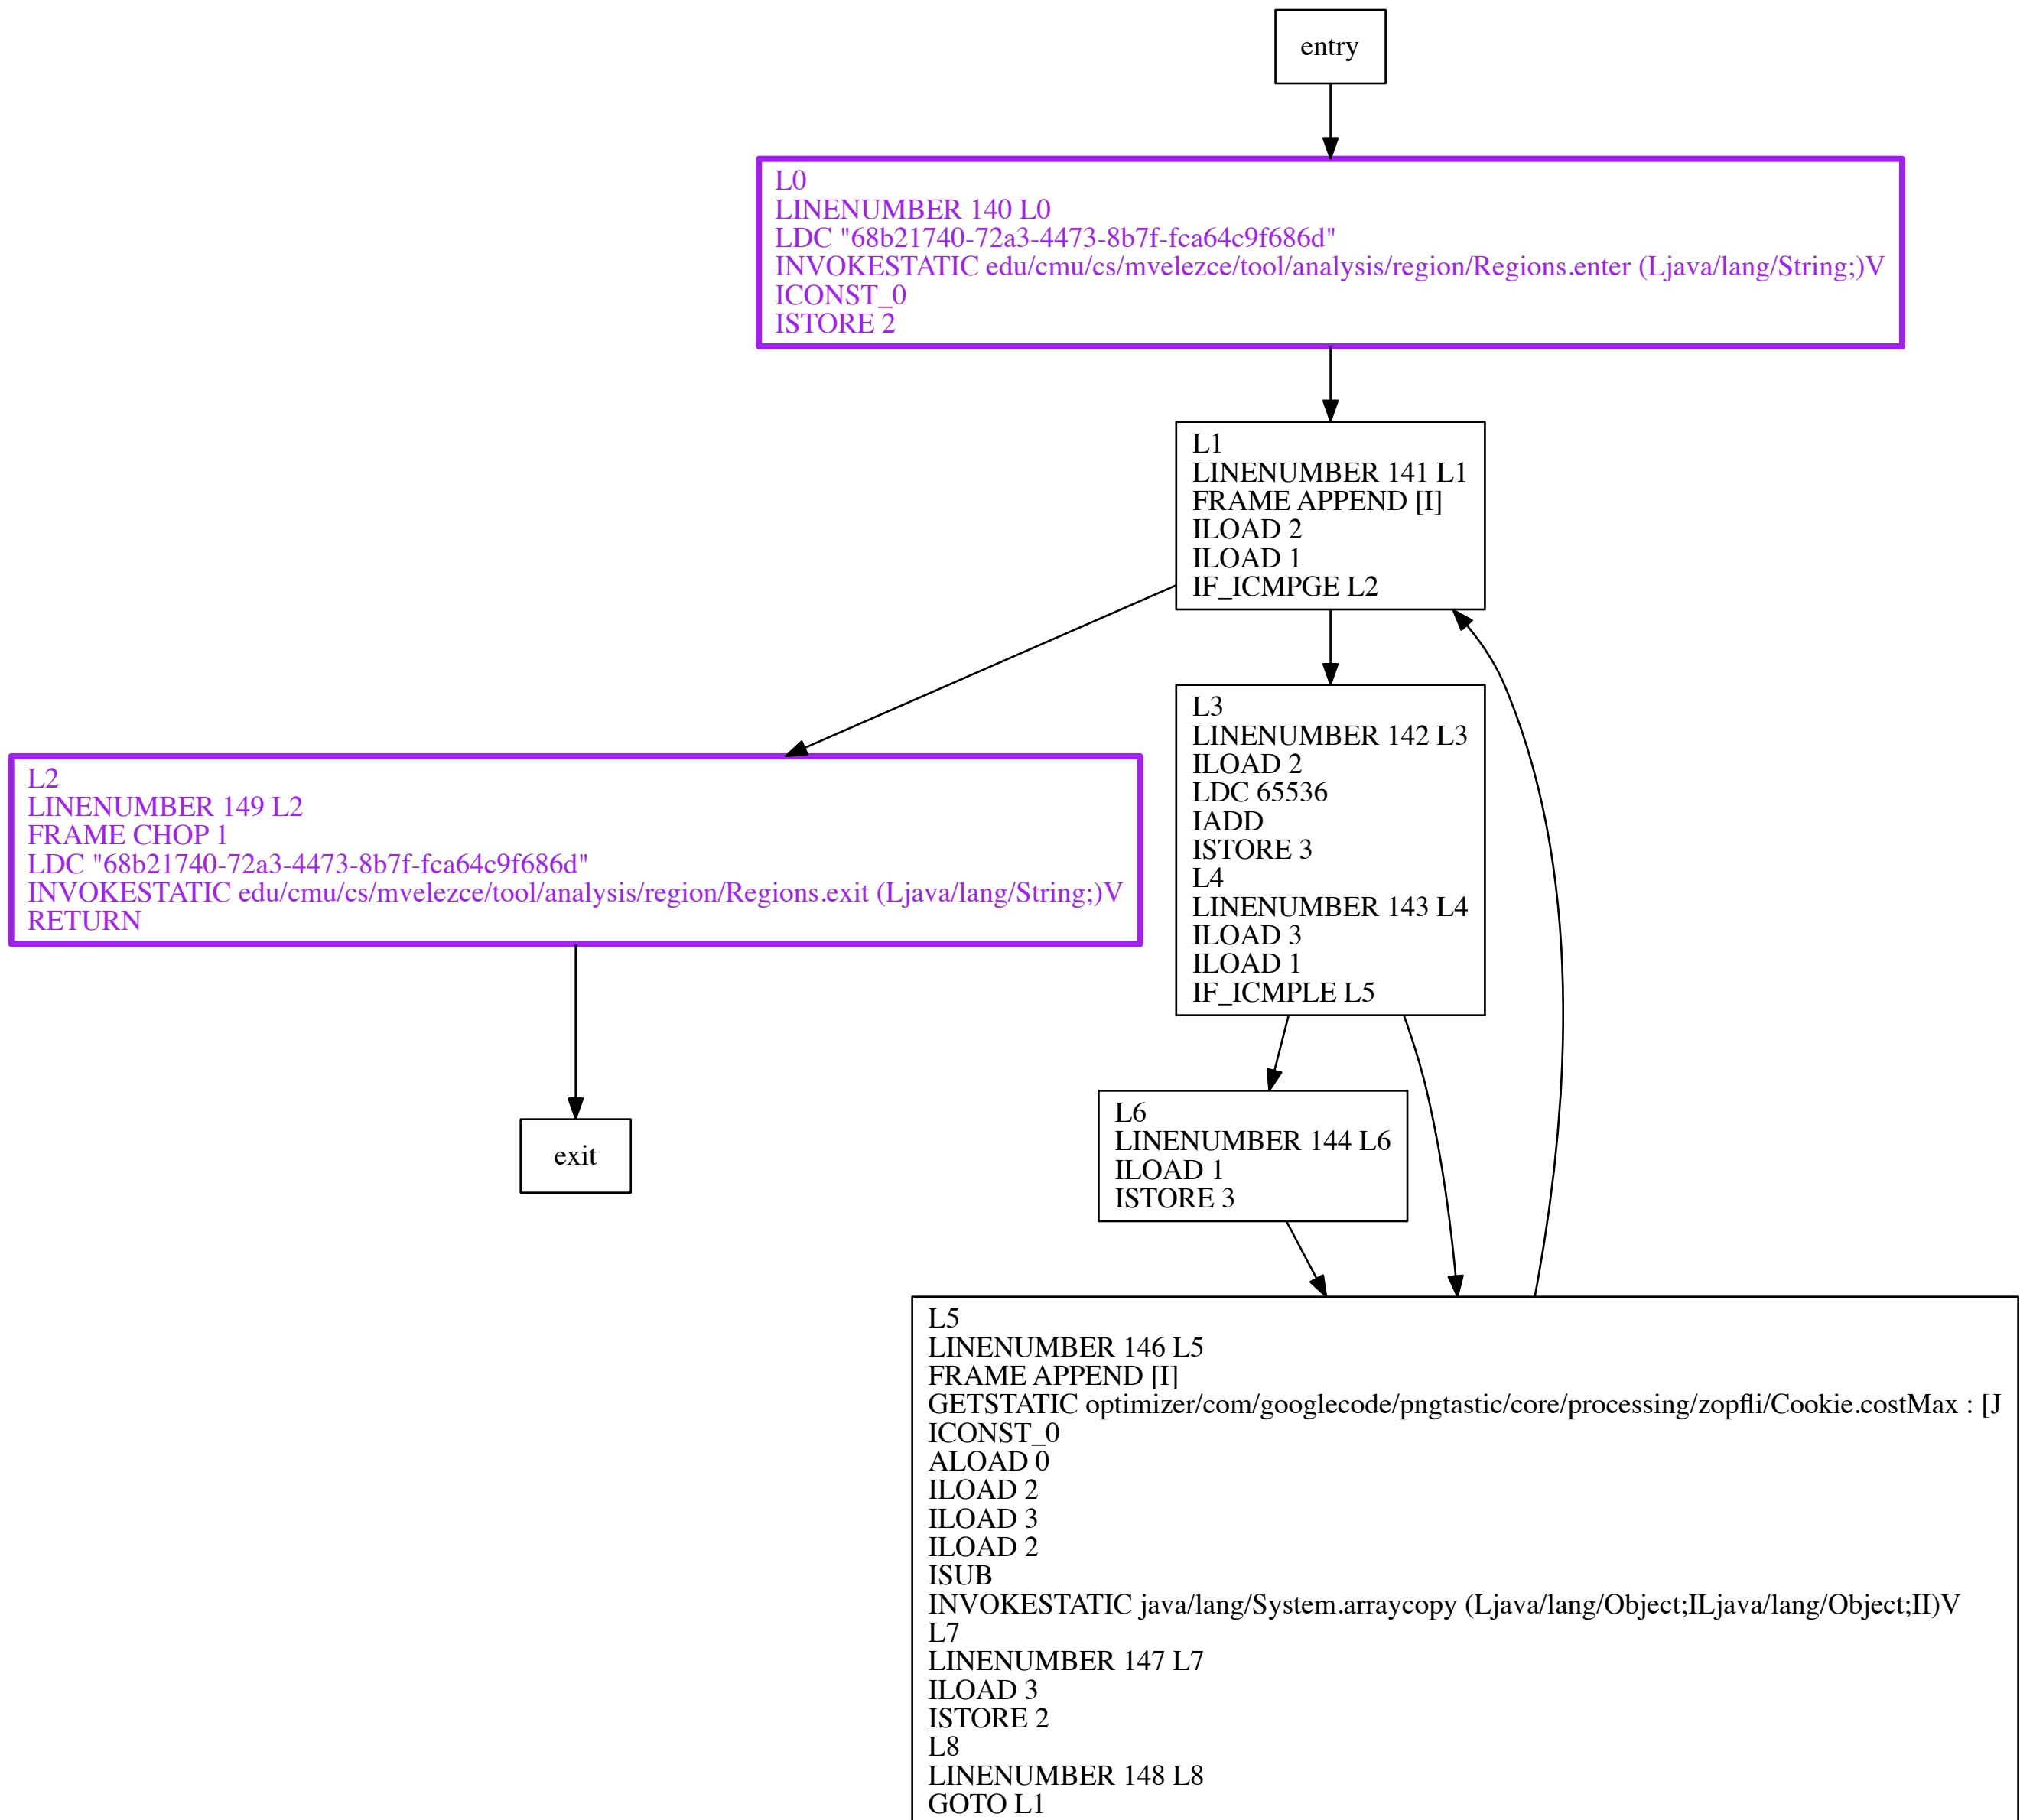 entry
L0
LINENUMBER 140 L0
LDC "68b21740-72a3-4473-8b7f-fca64c9f686d"
INVOKESTATIC edu/cmu/cs/mvelezce/tool/analysis/region/Regions.enter (Ljava/lang/String;)V
ICONST_0
ISTORE 2
L1
LINENUMBER 141 L1
FRAME APPEND [I]
ILOAD 2
ILOAD 1
IF_ICMPGE L2
L2
LINENUMBER 149 L2
FRAME CHOP 1
LDC "68b21740-72a3-4473-8b7f-fca64c9f686d"
INVOKESTATIC edu/cmu/cs/mvelezce/tool/analysis/region/Regions.exit (Ljava/lang/String;)V
RETURN
L3
LINENUMBER 142 L3
ILOAD 2
LDC 65536
IADD
ISTORE 3
L4
LINENUMBER 143 L4
ILOAD 3
ILOAD 1
IF_ICMPLE L5
exit
L6
LINENUMBER 144 L6
ILOAD 1
ISTORE 3
L5
LINENUMBER 146 L5
FRAME APPEND [I]
GETSTATIC optimizer/com/googlecode/pngtastic/core/processing/zopfli/Cookie.costMax : [J
ICONST_0
ALOAD 0
ILOAD 2
ILOAD 3
ILOAD 2
ISUB
INVOKESTATIC java/lang/System.arraycopy (Ljava/lang/Object;ILjava/lang/Object;II)V
L7
LINENUMBER 147 L7
ILOAD 3
ISTORE 2
L8
LINENUMBER 148 L8
GOTO L1